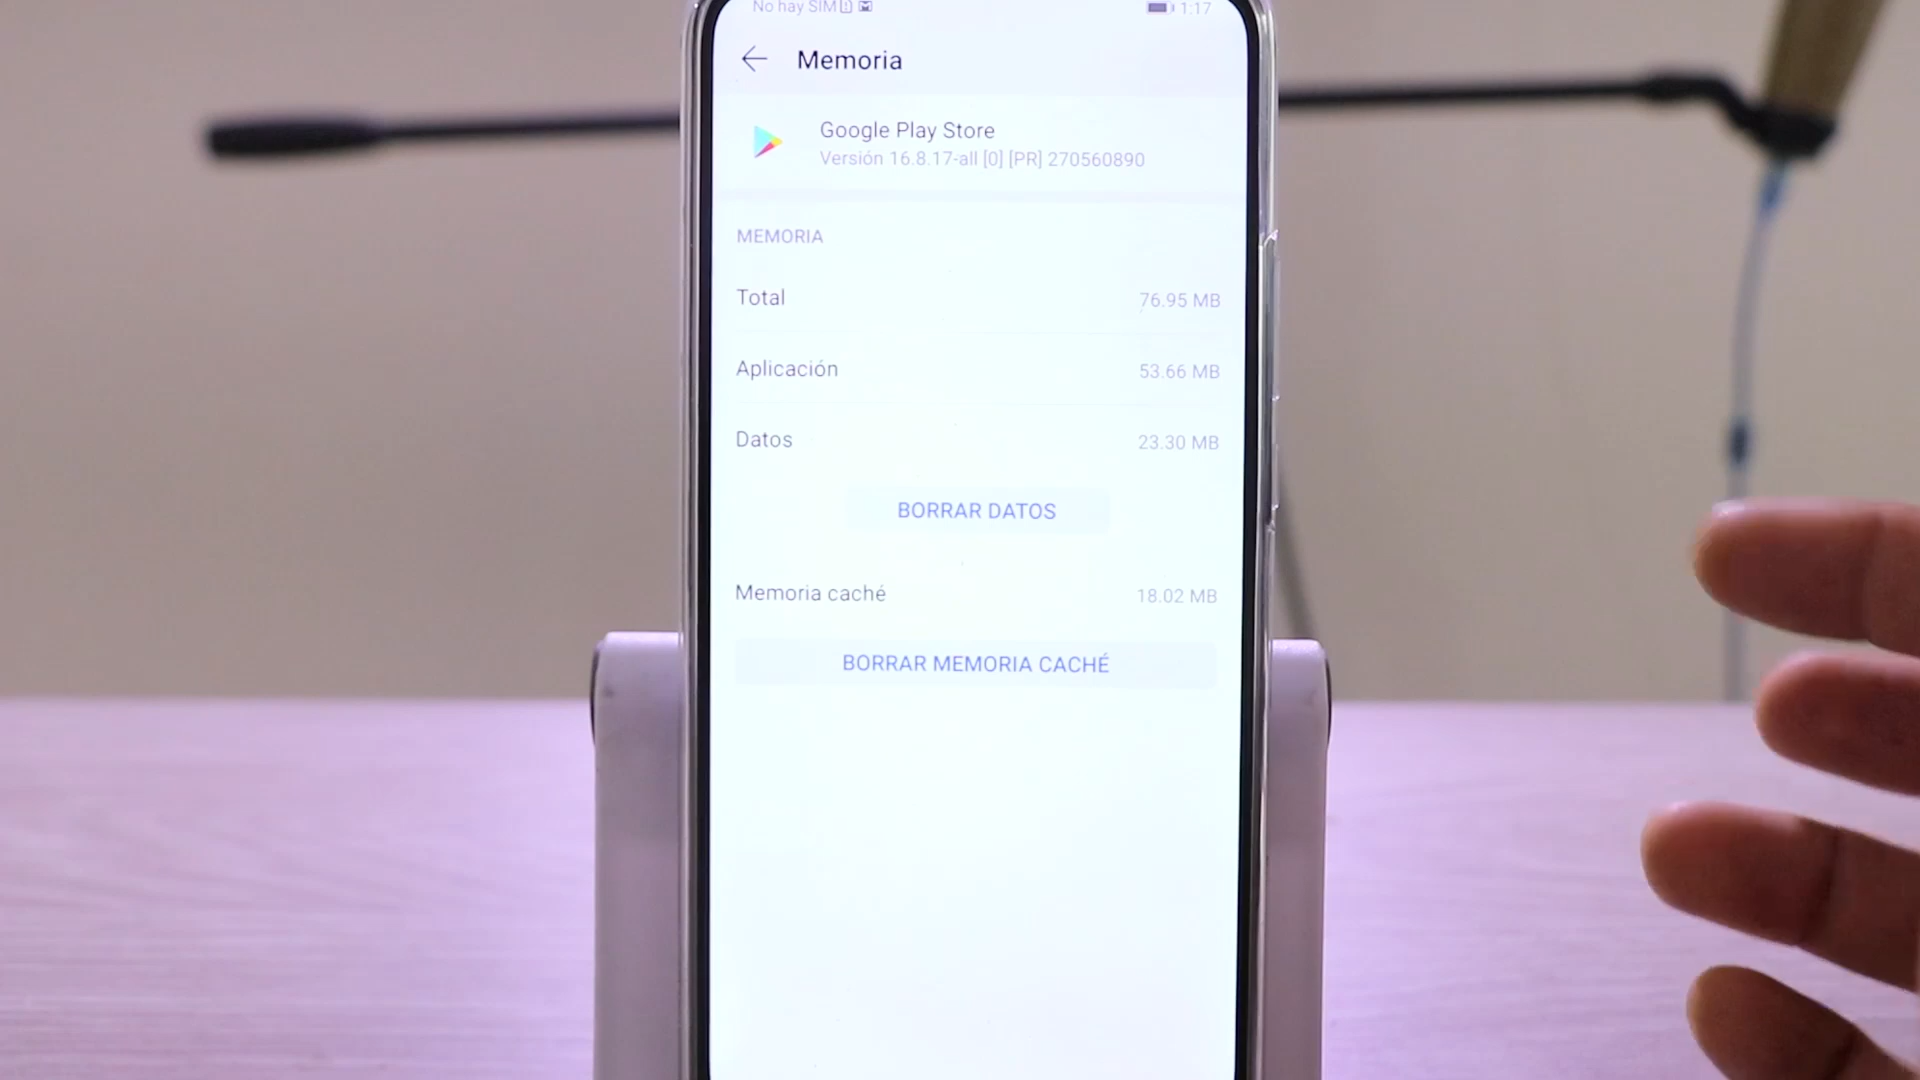 No hay SIM 1:17
Memoria
Google Play Store
Versión 16.8.17-all [0] [PR] 270560890
MEMORIA
Total 76.95 MB
Aplicación 53.66 MB
Datos 23.30 MB
BORRAR DATOS
Memoria caché 18.02 MB
BORRAR MEMORIA CACHÉ